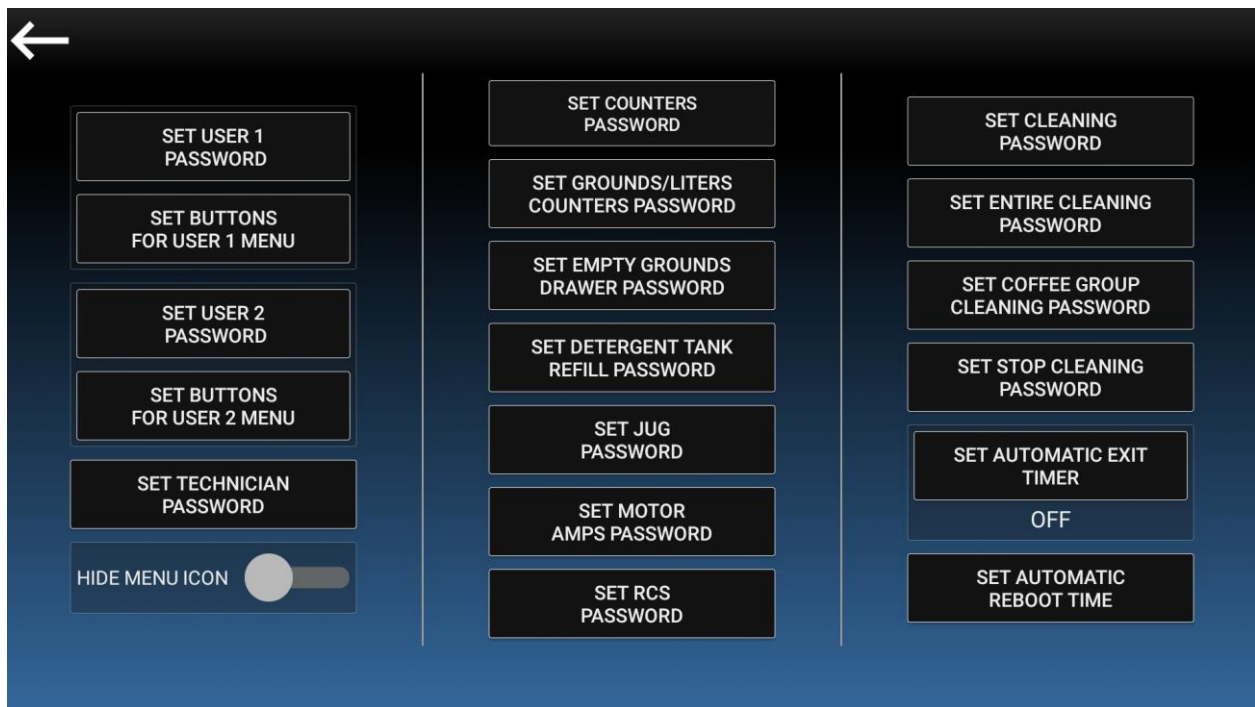 SET USER 1
PASSWORD
SET BUTTONS
FOR USER 1 MENU
SET USER 2
PASSWORD
SET BUTTONS
FOR USER 2 MENU
SET TECHNICIAN
PASSWORD
HIDE MENU ICON
SET COUNTERS
PASSWORD
SET GROUNDS/LITERS
COUNTERS PASSWORD
SET EMPTY GROUNDS
DRAWER PASSWORD
SET DETERGENT TANK
REFILL PASSWORD
SET JUG
PASSWORD
SET MOTOR
AMPS PASSWORD
SET RCS
PASSWORD
SET CLEANING
PASSWORD
SET ENTIRE CLEANING
PASSWORD
SET COFFEE GROUP
CLEANING PASSWORD
SET STOP CLEANING
PASSWORD
SET AUTOMATIC EXIT
TIMER
OFF
SET AUTOMATIC
REBOOT TIME